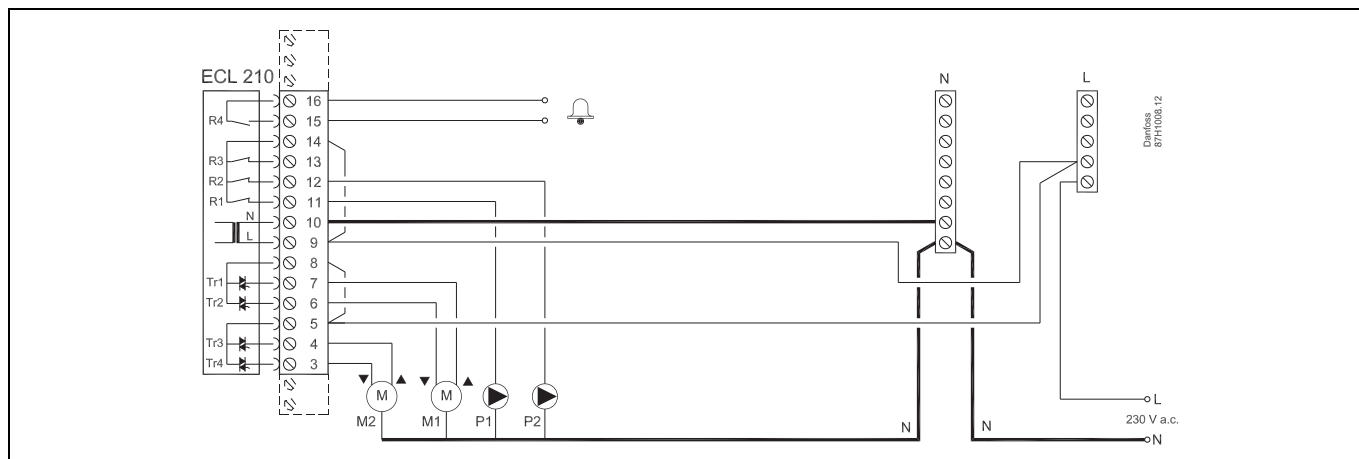 ECL 210
N
L
16
R4
15
14
R3
13
R2
12
R1
11
N
10
L
9
8
Tr1
7
Tr2
6
5
Tr3
4
Tr4
3
Danfoss
87H1008.12
M
M
M2
M1
P1
P2
N
N
L
230 V a.c.
N